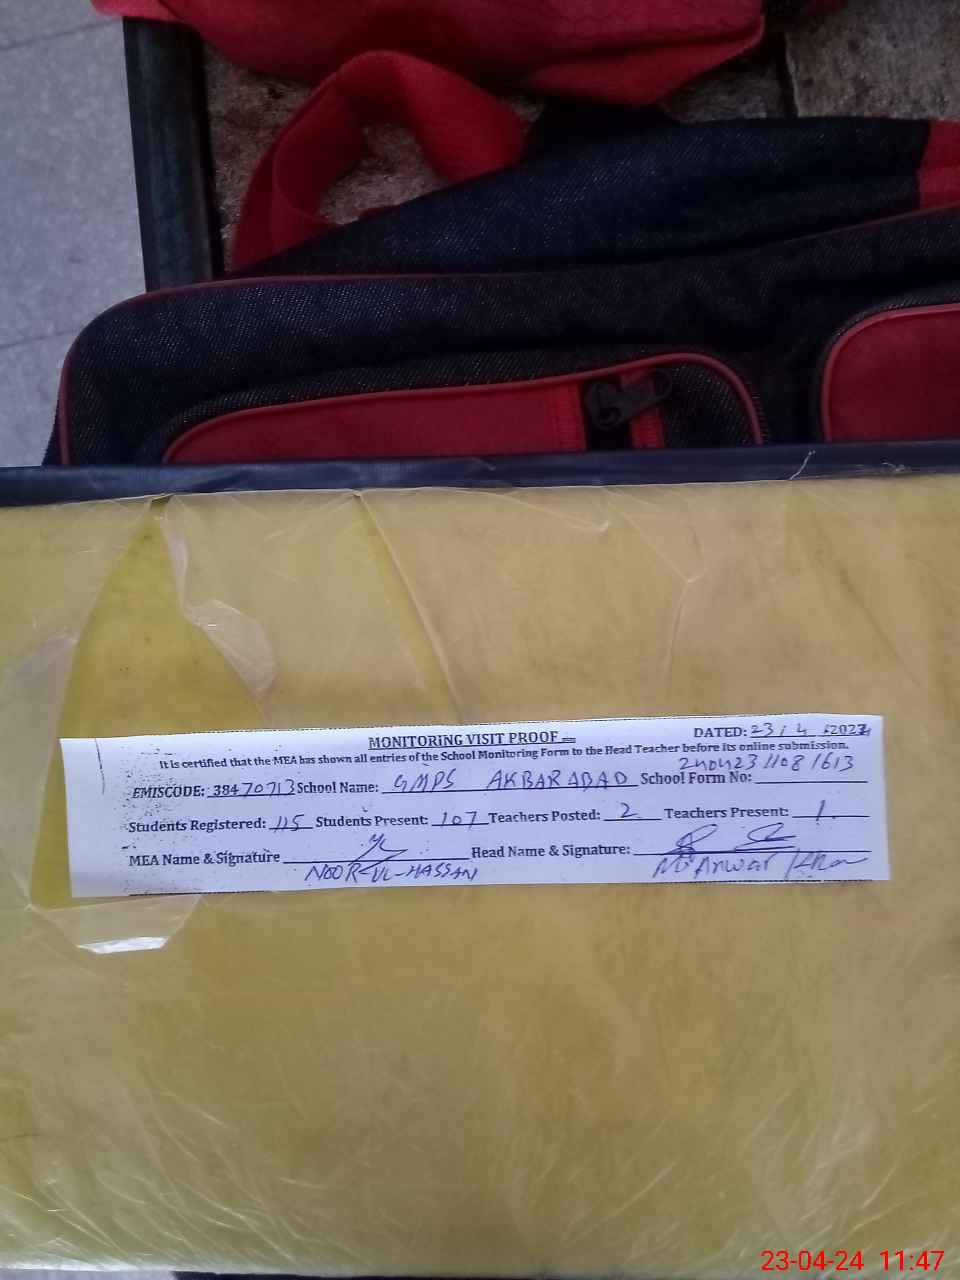 MONITORING VISIT PROOF
DATED: 23 / 4 /2024
It is certified that the MEA has shown all entries of the School Monitoring Form to the Head Teacher before its online submission.
EMISCODE: 38470713 School Name: GMPS AKBARABAD School Form No: 24042311081613
Students Registered: 115 Students Present: 107 Teachers Posted: 2 Teachers Present: 1
MEA Name & Signature Head Name & Signature:
NOOR-UL-HASSAN Anwar Khan
23-04-24 11:47